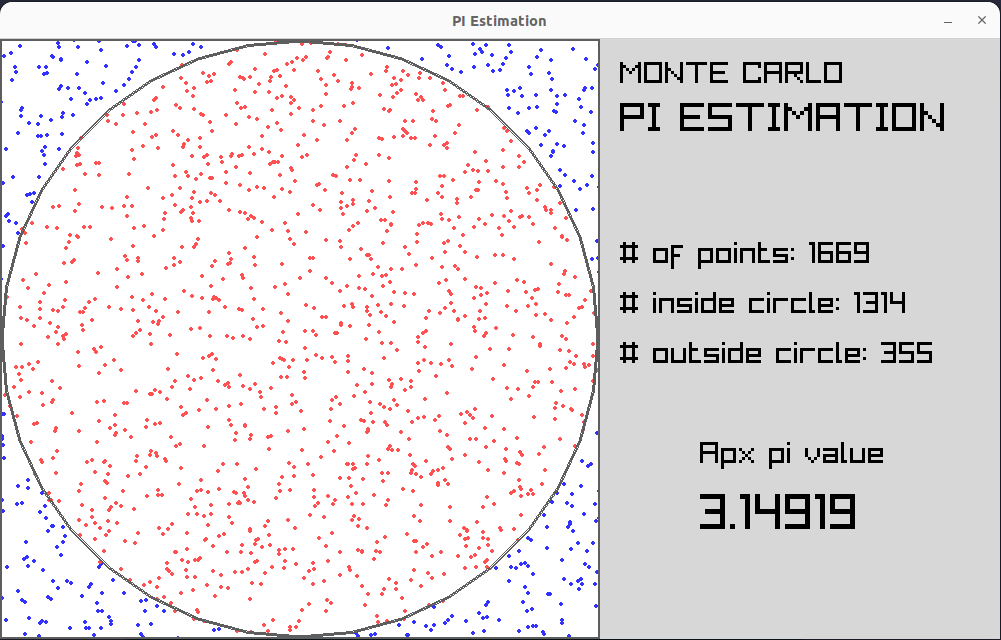 PI Estimation
MONTE CARLO
PI ESTIMATION
# of points: 1669
# inside circle: 1314
# outside circle: 355
Apx pi value
3.14919